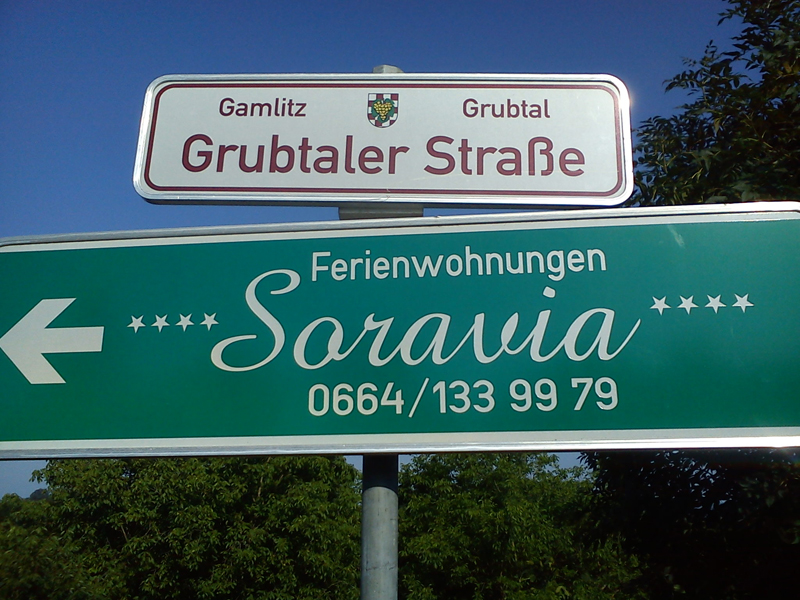 Gamlitz Grubtal
Grubtaler Straße
Ferienwohnungen
Soravia
0664/133 99 79